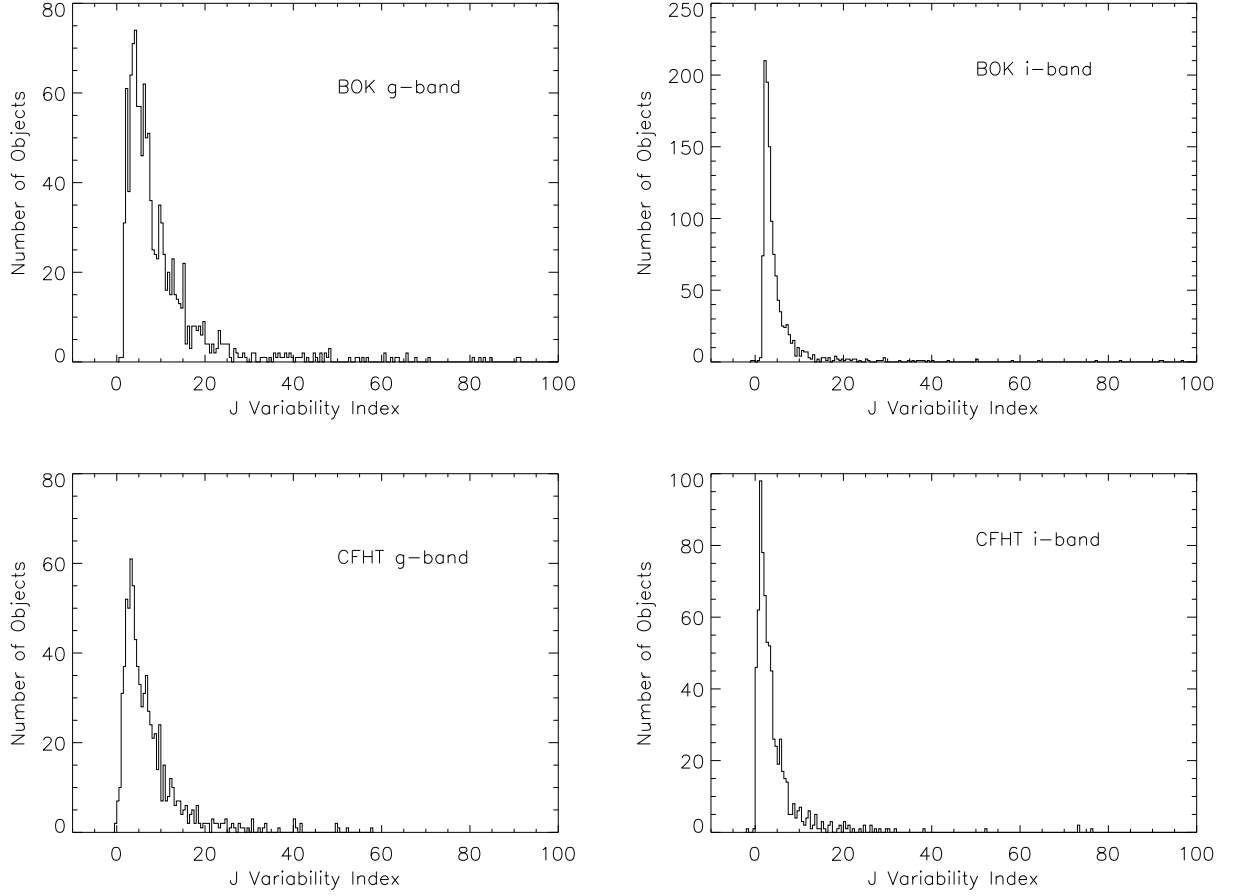 80
60
40
20
0
Number of Objects
BOK g-band
0 20 40 60 80 100
J Variability Index
250
200
150
100
50
0
Number of Objects
BOK i-band
0 20 40 60 80 100
J Variability Index
80
60
40
20
0
Number of Objects
CFHT g-band
0 20 40 60 80 100
J Variability Index
100
80
60
40
20
0
Number of Objects
CFHT i-band
0 20 40 60 80 100
J Variability Index